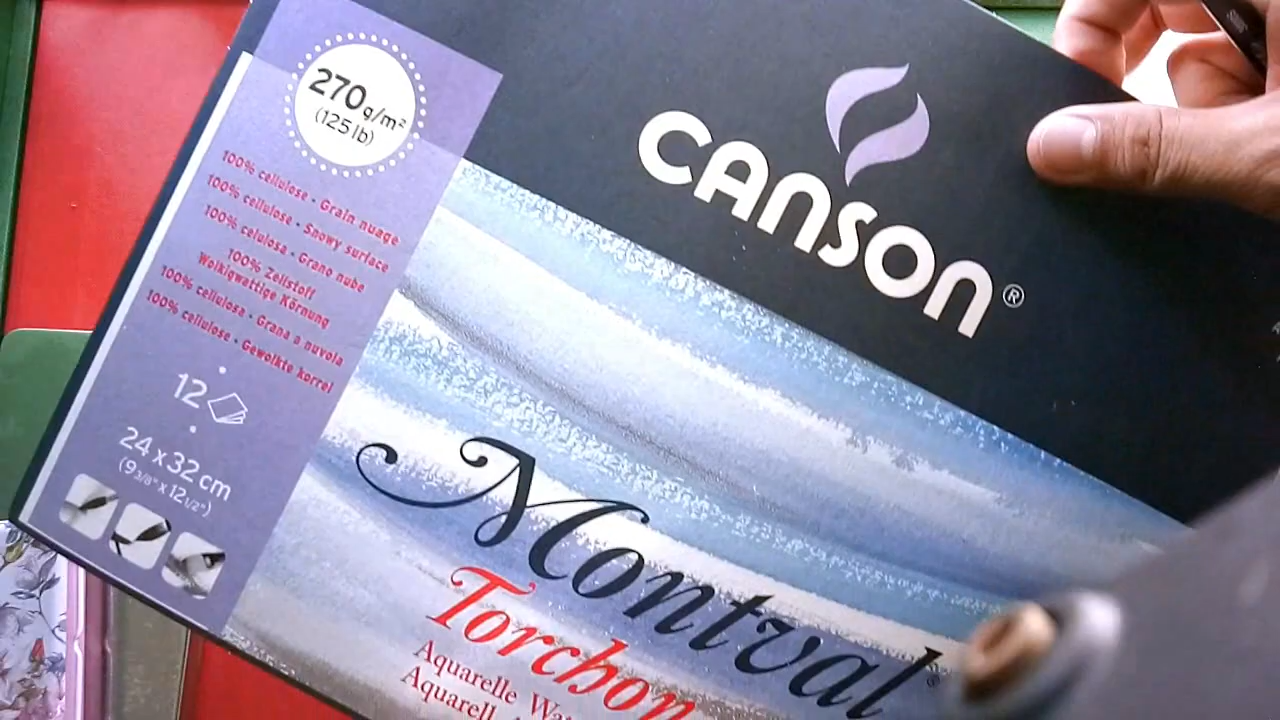 270 g/m²
(125 lb)
100% cellulose • Grain nuage
100% cellulose • Snowy surface
100% celulosa • Grano nube
100% Zellstoff
Wolkigwattige Körnung
100% cellulosa • Grana a nuvola
100% cellulose • Gewolkte korrel
12
24 x 32 cm
(9 3/8" x 12 1/2")
CANSON®
Montval®
Torchon
Aquarelle
Aquarell